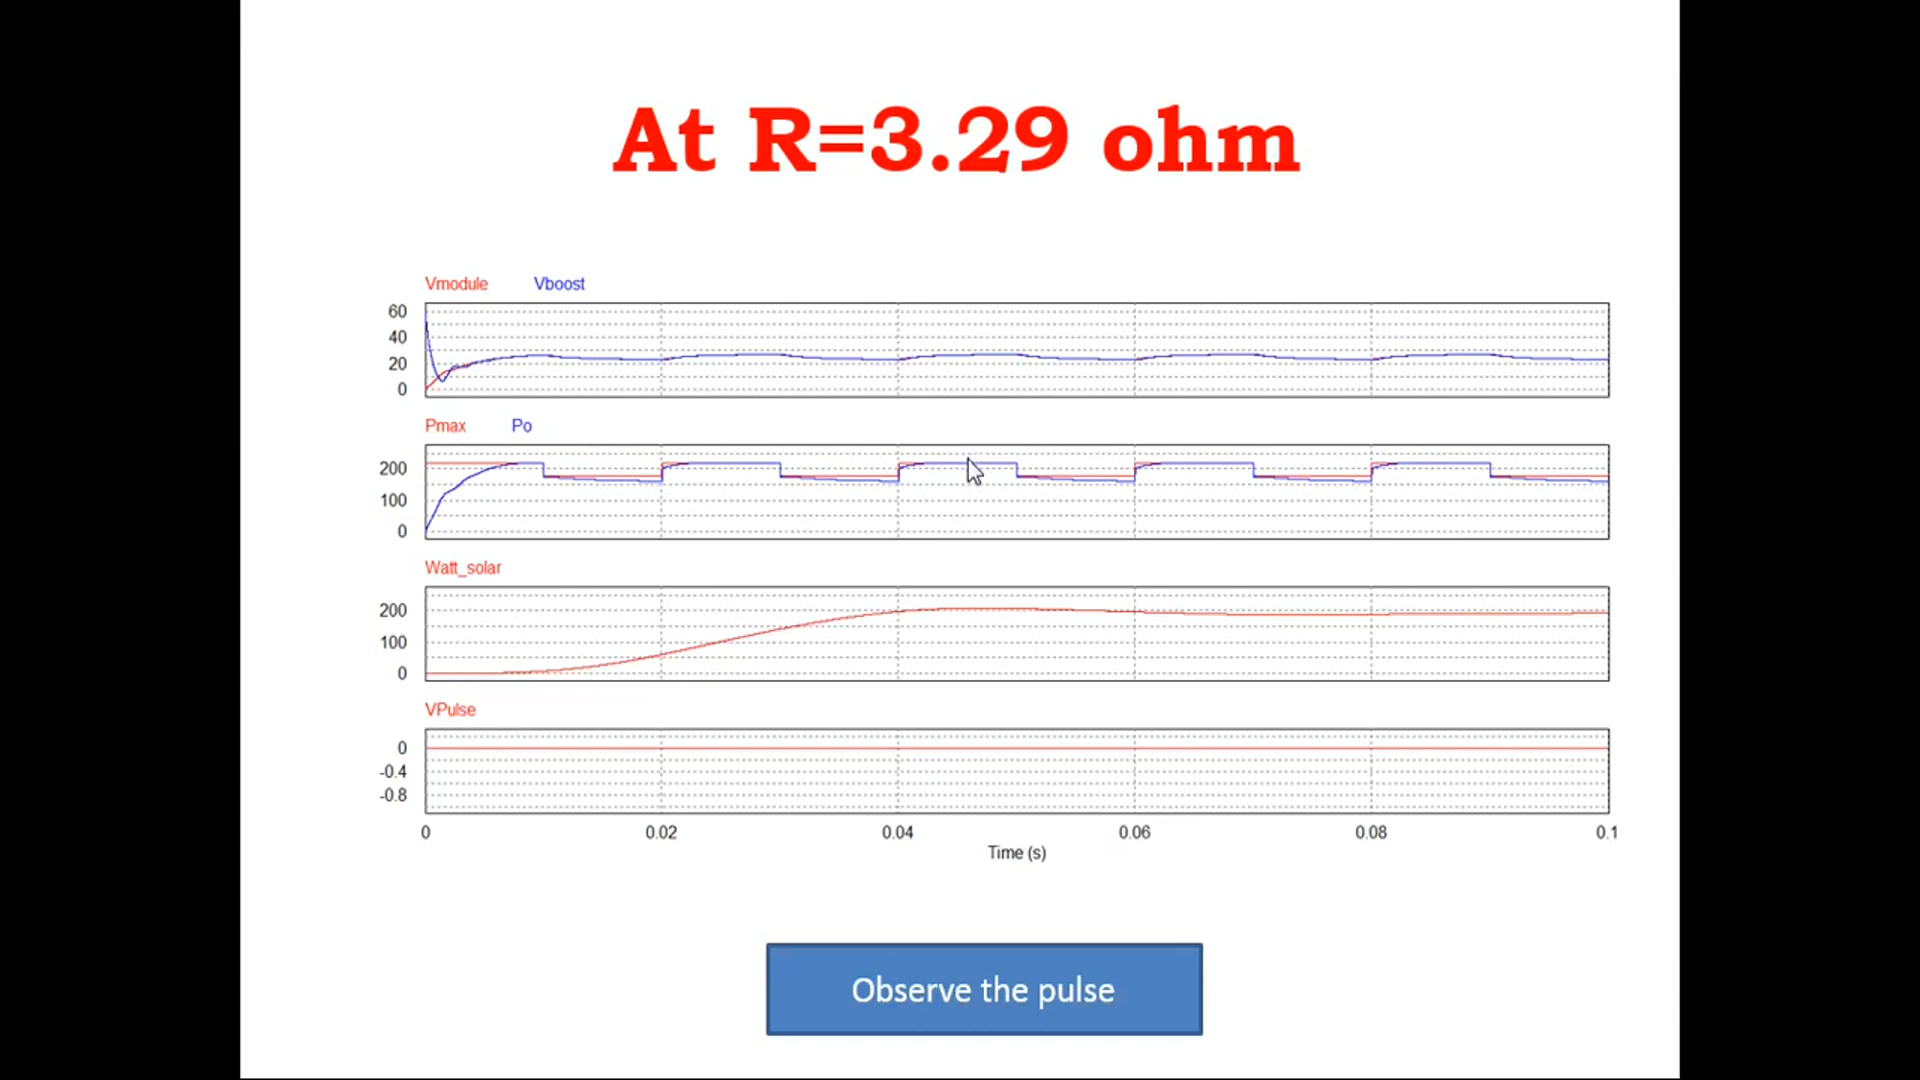 At R=3.29 ohm
Vmodule Vboost
60
40
20
0
Pmax Po
200
100
0
Watt_solar
200
100
0
VPulse
0
-0.4
-0.8
0 0.02 0.04 0.06 0.08 0.1
Time (s)
Observe the pulse